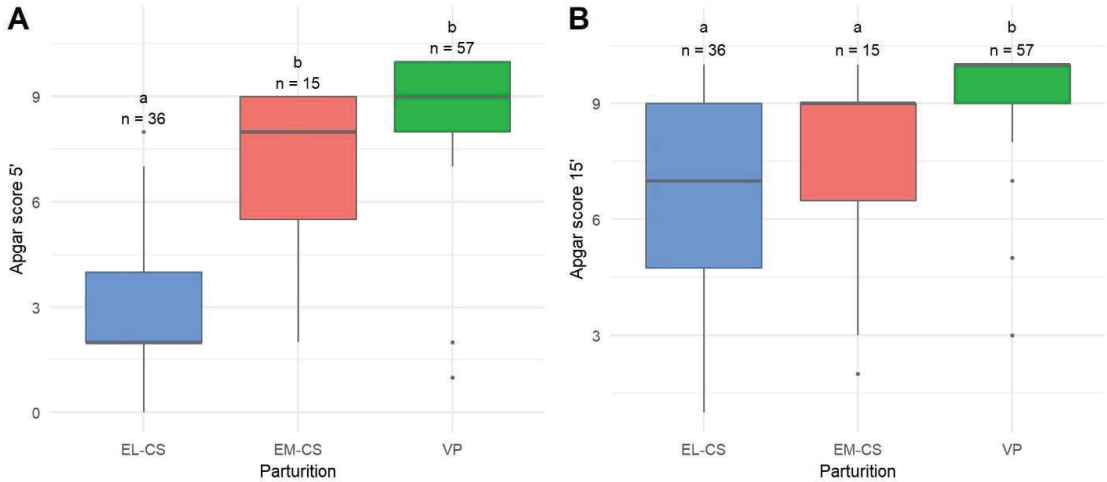 A
b
n = 57
b
n = 15
a
n = 36
9
6
3
0
Apgar score 5'
EL-CS
EM-CS
VP
Parturition
B
a
a
b
n = 36
n = 15
n = 57
9
6
3
Apgar score 15'
EL-CS
EM-CS
VP
Parturition